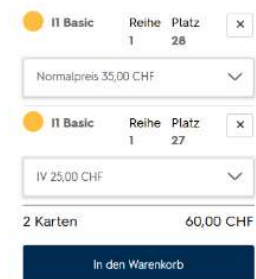 I1 Basic Reihe Platz ×
1 28
Normalpreis 35,00 CHF
I1 Basic Reihe Platz ×
1 27
IV 25,00 CHF
2 Karten 60,00 CHF
In den Warenkorb